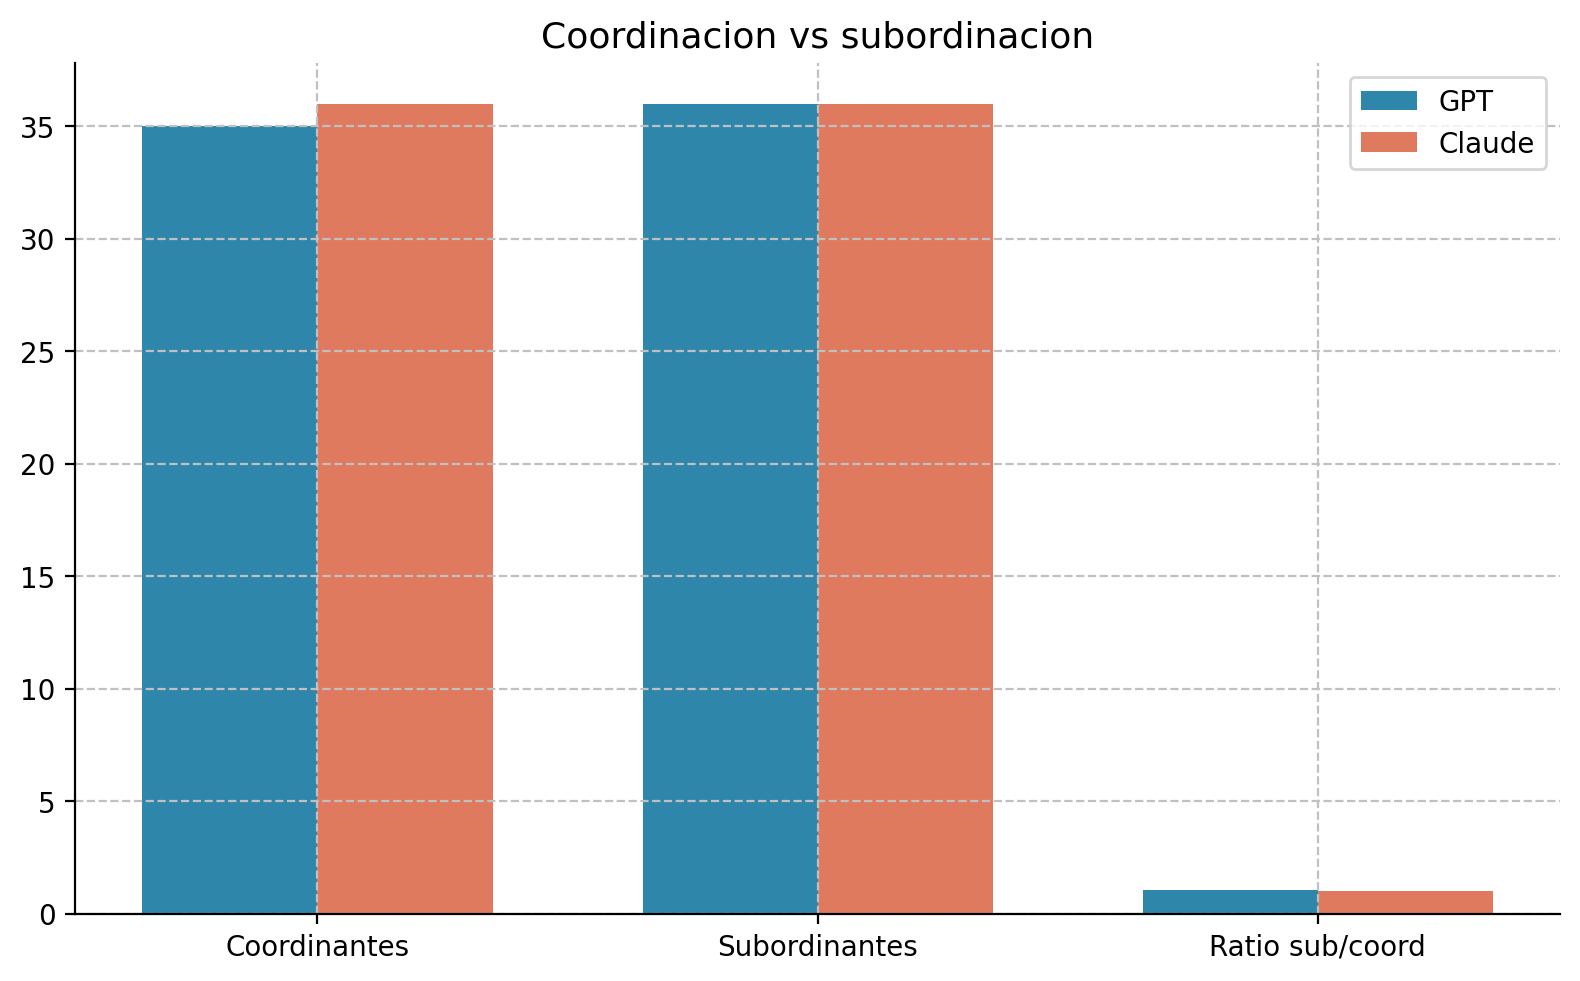 Coordinacion vs subordinacion
GPT
Claude
35
30
25
20
15
10
5
0
Coordinantes
Subordinantes
Ratio sub/coord